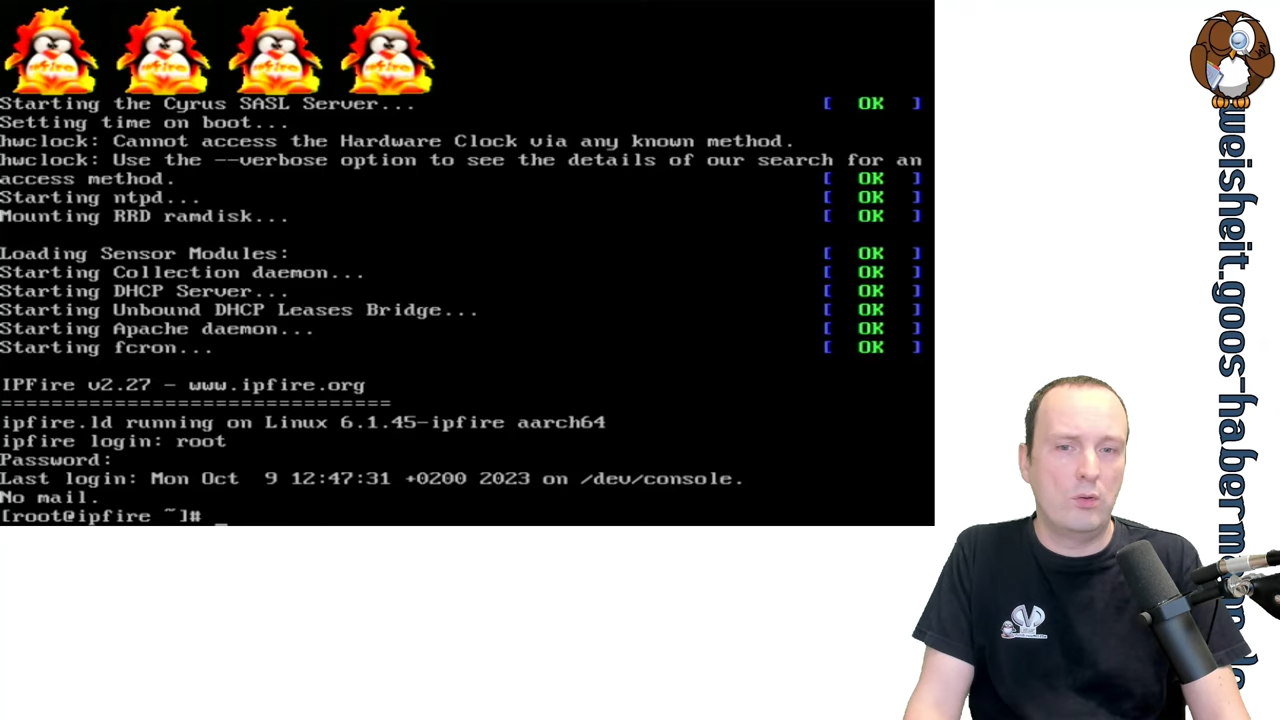 Starting the Cyrus SASL Server... [ OK ]
Setting time on boot...
hwclock: Cannot access the Hardware Clock via any known method.
hwclock: Use the --verbose option to see the details of our search for an
access method. [ OK ]
Starting ntpd... [ OK ]
Mounting RRD ramdisk... [ OK ]
Loading Sensor Modules: [ OK ]
Starting Collection daemon... [ OK ]
Starting DHCP Server... [ OK ]
Starting Unbound DHCP Leases Bridge... [ OK ]
Starting Apache daemon... [ OK ]
Starting fcron... [ OK ]
IPFire v2.27 - www.ipfire.org
===============================
ipfire.ld running on Linux 6.1.45-ipfire aarch64
ipfire login: root
Password:
Last login: Mon Oct  9 12:47:31 +0200 2023 on /dev/console.
No mail.
[root@ipfire ~]# _